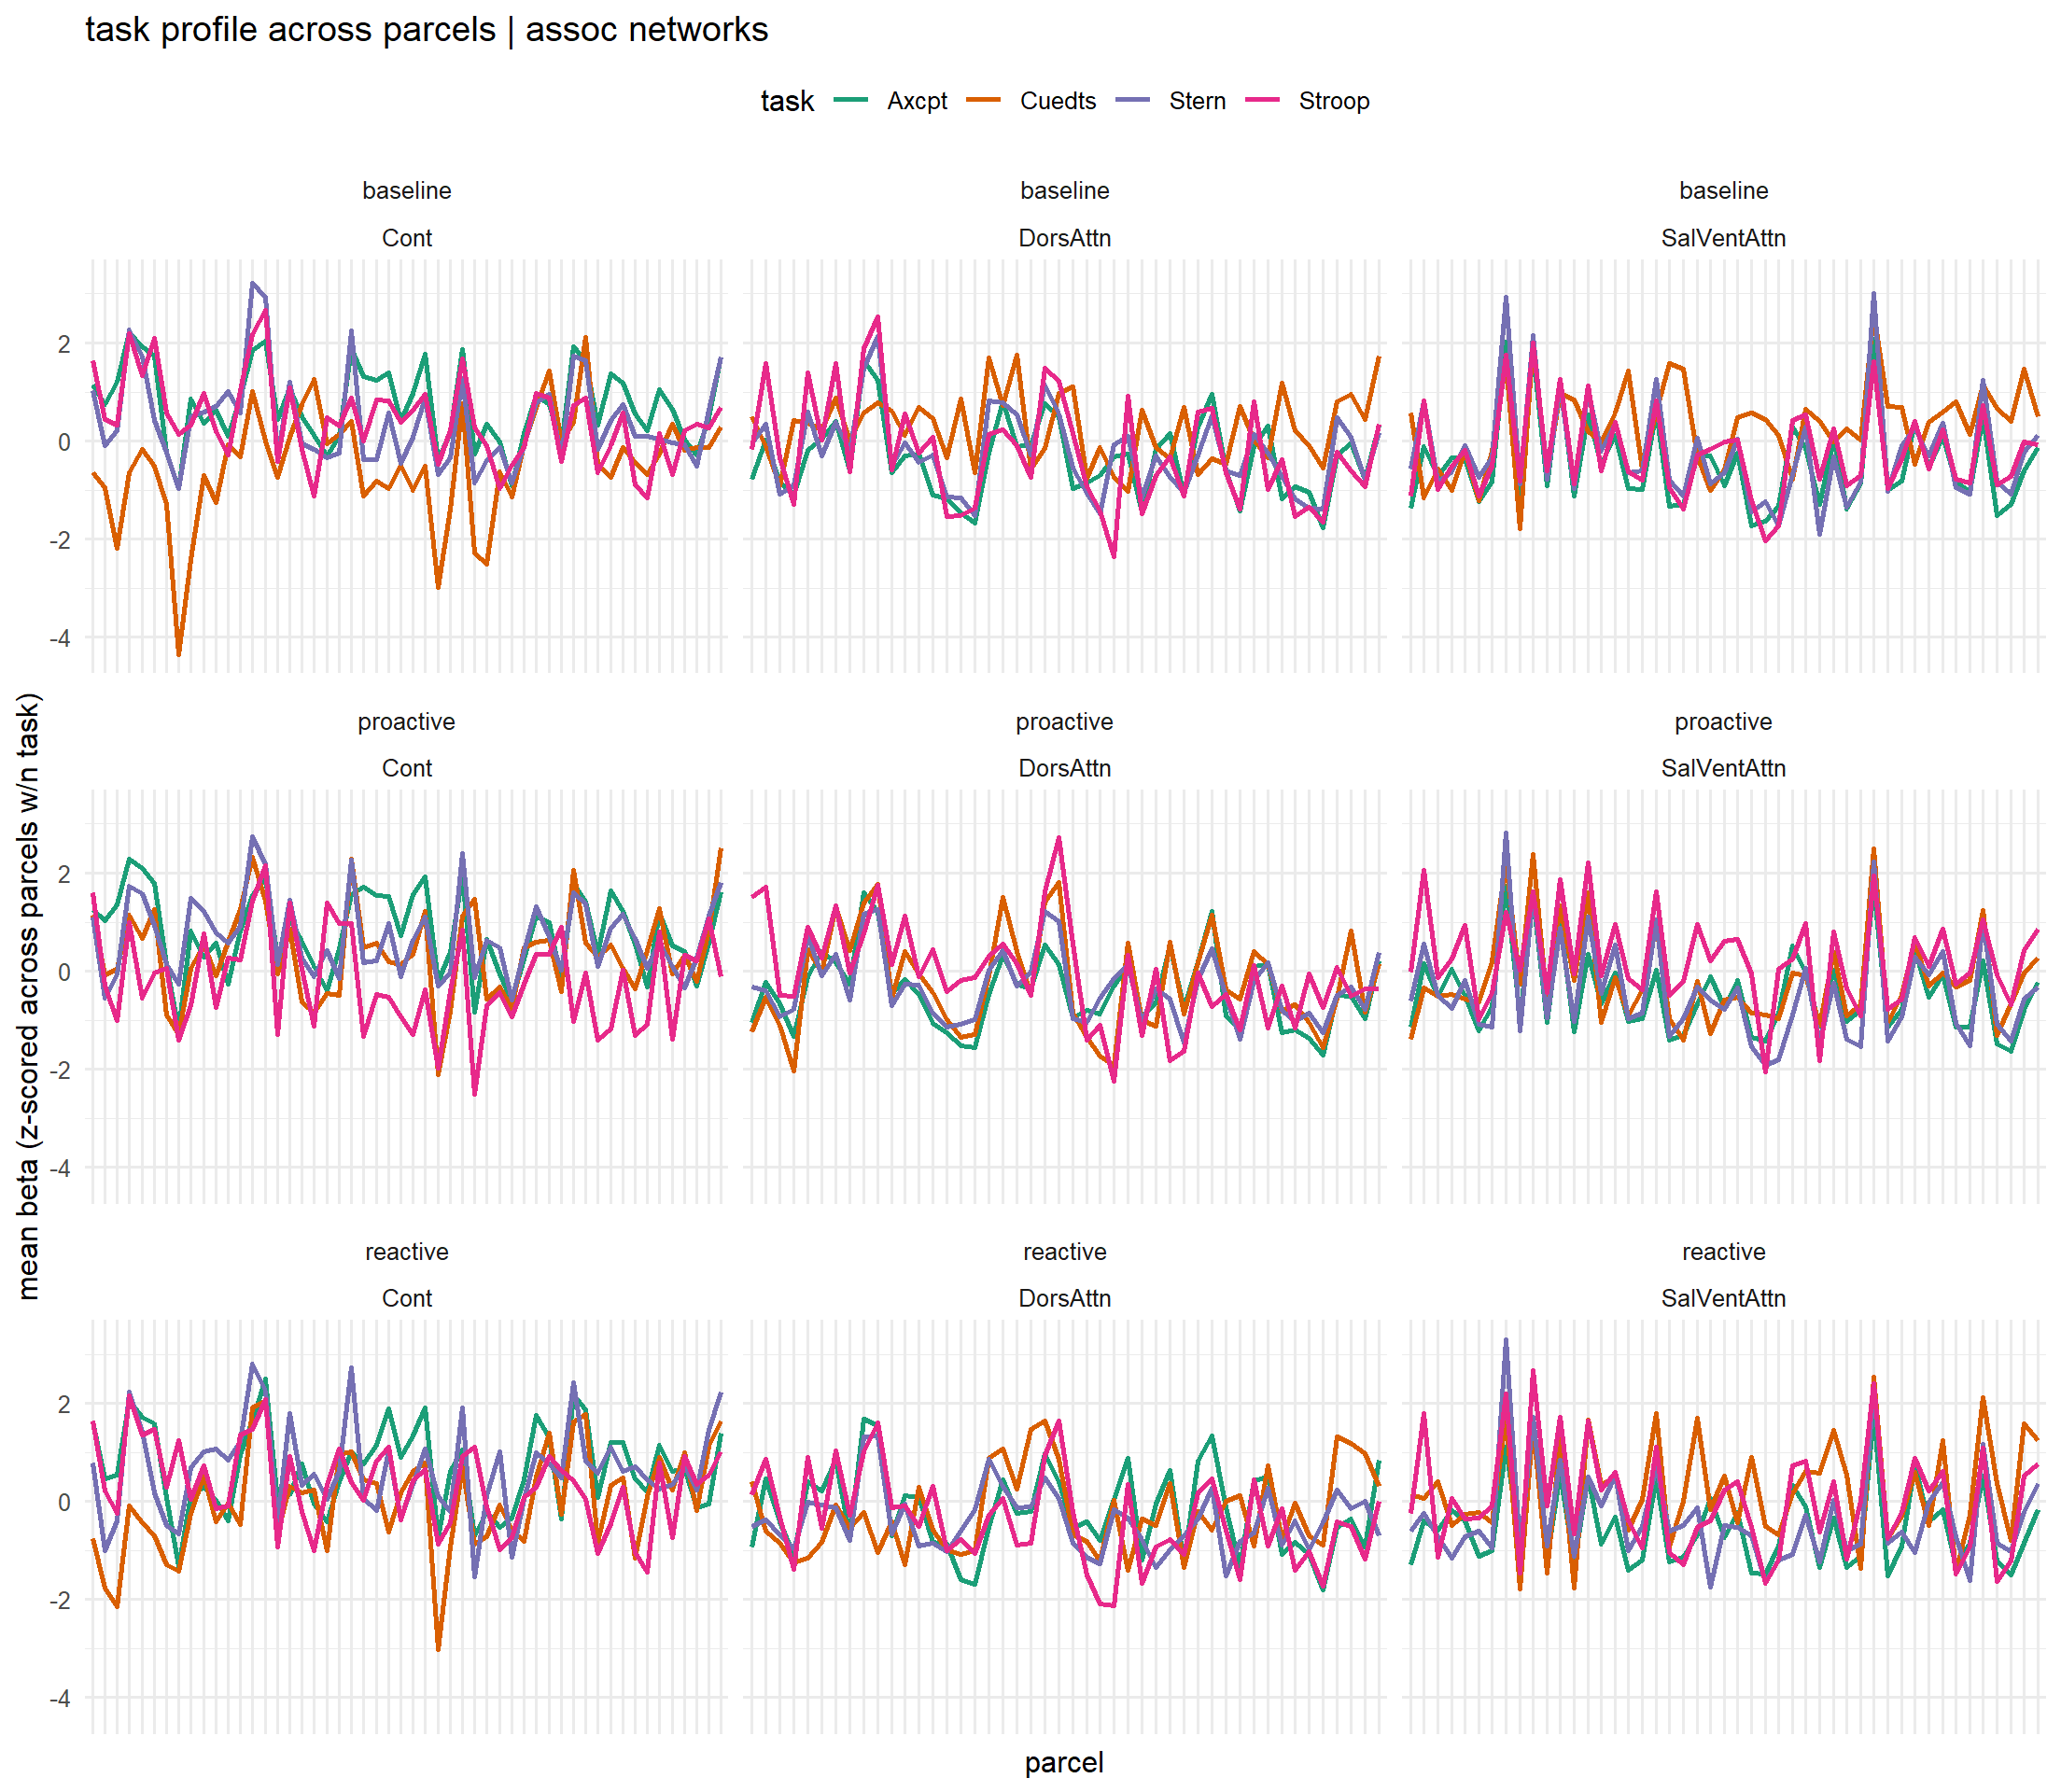 task profile across parcels | assoc networks
task Axcpt Cuedts Stern Stroop
baseline baseline baseline
Cont DorsAttn SalVentAttn
2
0
-2
-4
proactive proactive proactive
Cont DorsAttn SalVentAttn
2
0
-2
-4
reactive reactive reactive
Cont DorsAttn SalVentAttn
2
0
-2
-4
mean beta (z-scored across parcels w/n task)
parcel